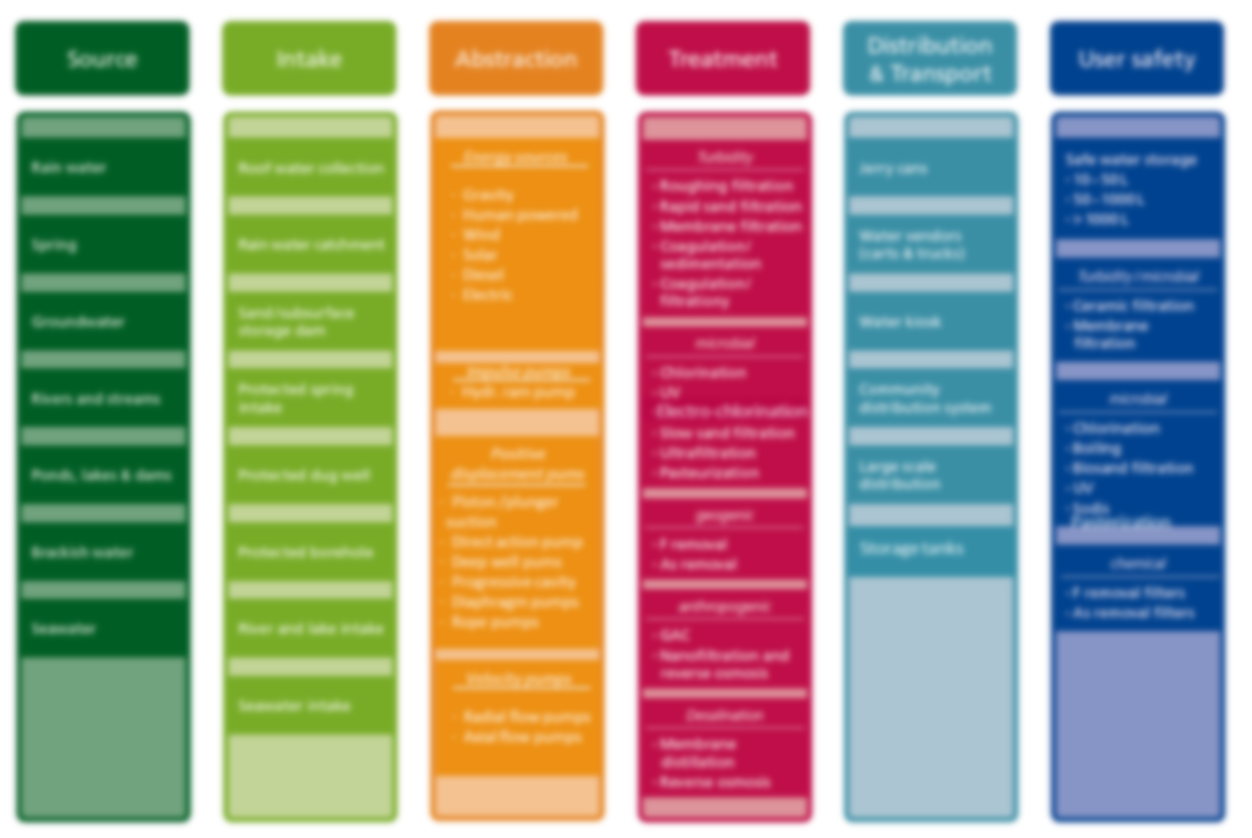 Source
Rain water
Spring
Groundwater
Rivers and streams
Ponds, lakes & dams
Brackish water
Seawater
Intake
Roof water collection
Rain water catchment
Sand/subsurface
storage dam
Protected spring
intake
Protected dug well
Protected borehole
River and lake intake
Seawater intake
Abstraction
Energy sources
· Gravity
· Human powered
· Wind
· Solar
· Diesel
· Electric
Impulse pumps
· Hydr. ram pump
Positive
displacement pums
· Piston/plunger
suction
· Direct action pump
· Deep well pums
· Progressive cavity
· Diaphragm pumps
· Rope pumps
Velocity pumps
· Radial flow pumps
· Axial flow pumps
Treatment
Turbidity
- Roughing filtration
- Rapid sand filtration
- Membrane filtration
- Coagulation/
sedimentation
- Coagulation/
filtrationy
microbial
- Chlorination
- UV
-Electro-chlorination
- Slow sand filtration
- Ultrafiltration
- Pasteurization
geogenic
- F removal
- As removal
anthropogenic
- GAC
- Nanofiltration and
reverse osmosis
Desalination
- Membrane
distillation
- Reverse osmosis
Distribution
& Transport
Jerry cans
Water vendors
(carts & trucks)
Water kiosk
Community
distribution system
Large scale
distribution
Storage tanks
User safety
Safe water storage
- 10 - 50 L
- 50 - 1000 L
- > 1000 L
Turbidity / microbial
- Ceramic filtration
- Membrane
filtration
microbial
- Chlorination
- Boiling
- Biosand filtration
- UV
- Sodis
- Pasterization
chemical
- F removal filters
- As removal filters